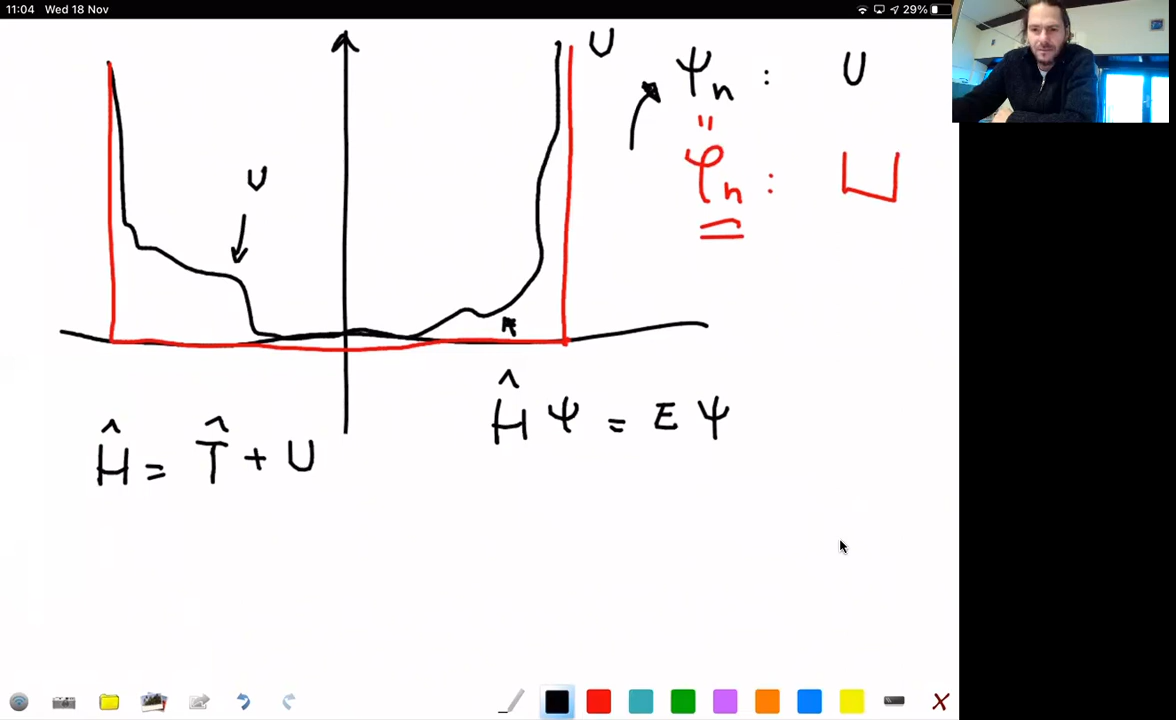 11:04 Wed 18 Nov 29%
U
ψn : U
"
φn :
U
Ĥψ = Eψ
Ĥ = T̂ + U